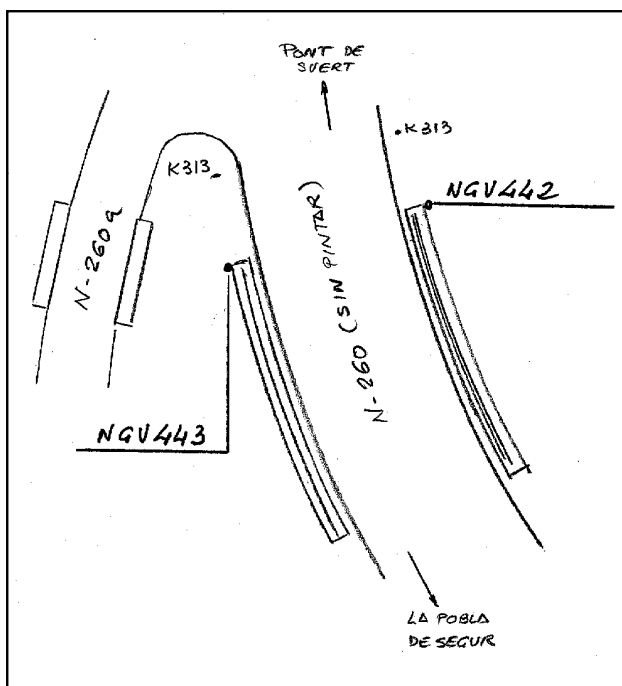 PONT DE
SUERT
K313
K313
NGV442
N-260a
N-260 (SIN PINTAR)
NGV443
LA POBLA
DE SEGUR